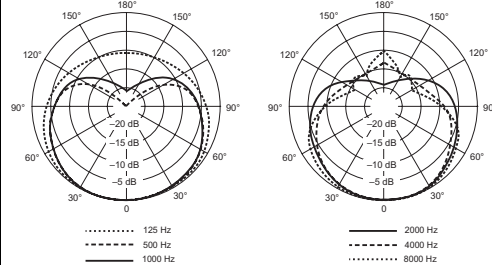 180°
150° 150°
120° 120°
90° 90°
–20 dB
–15 dB
60° 60°
–10 dB
–5 dB
30° 30°
0
125 Hz
500 Hz
1000 Hz
180°
150° 150°
120° 120°
90° 90°
–20 dB
–15 dB
60° 60°
–10 dB
–5 dB
30° 30°
0
2000 Hz
4000 Hz
8000 Hz